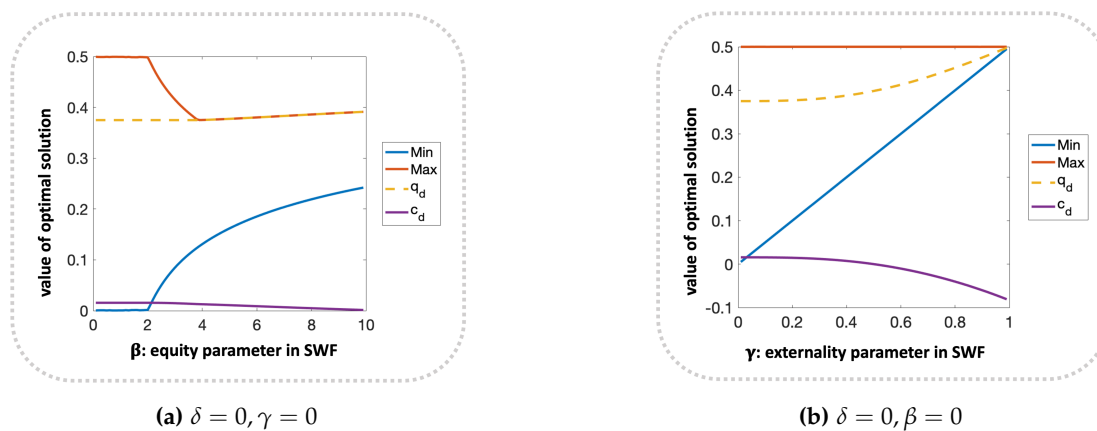 value of optimal solution
0.5
0.4
0.3
0.2
0.1
0
0 2 4 6 8 10
β: equity parameter in SWF
Min
Max
q_d
c_d
(a) δ = 0, γ = 0
value of optimal solution
0.5
0.4
0.3
0.2
0.1
0
-0.1
0 0.2 0.4 0.6 0.8 1
γ: externality parameter in SWF
Min
Max
q_d
c_d
(b) δ = 0, β = 0